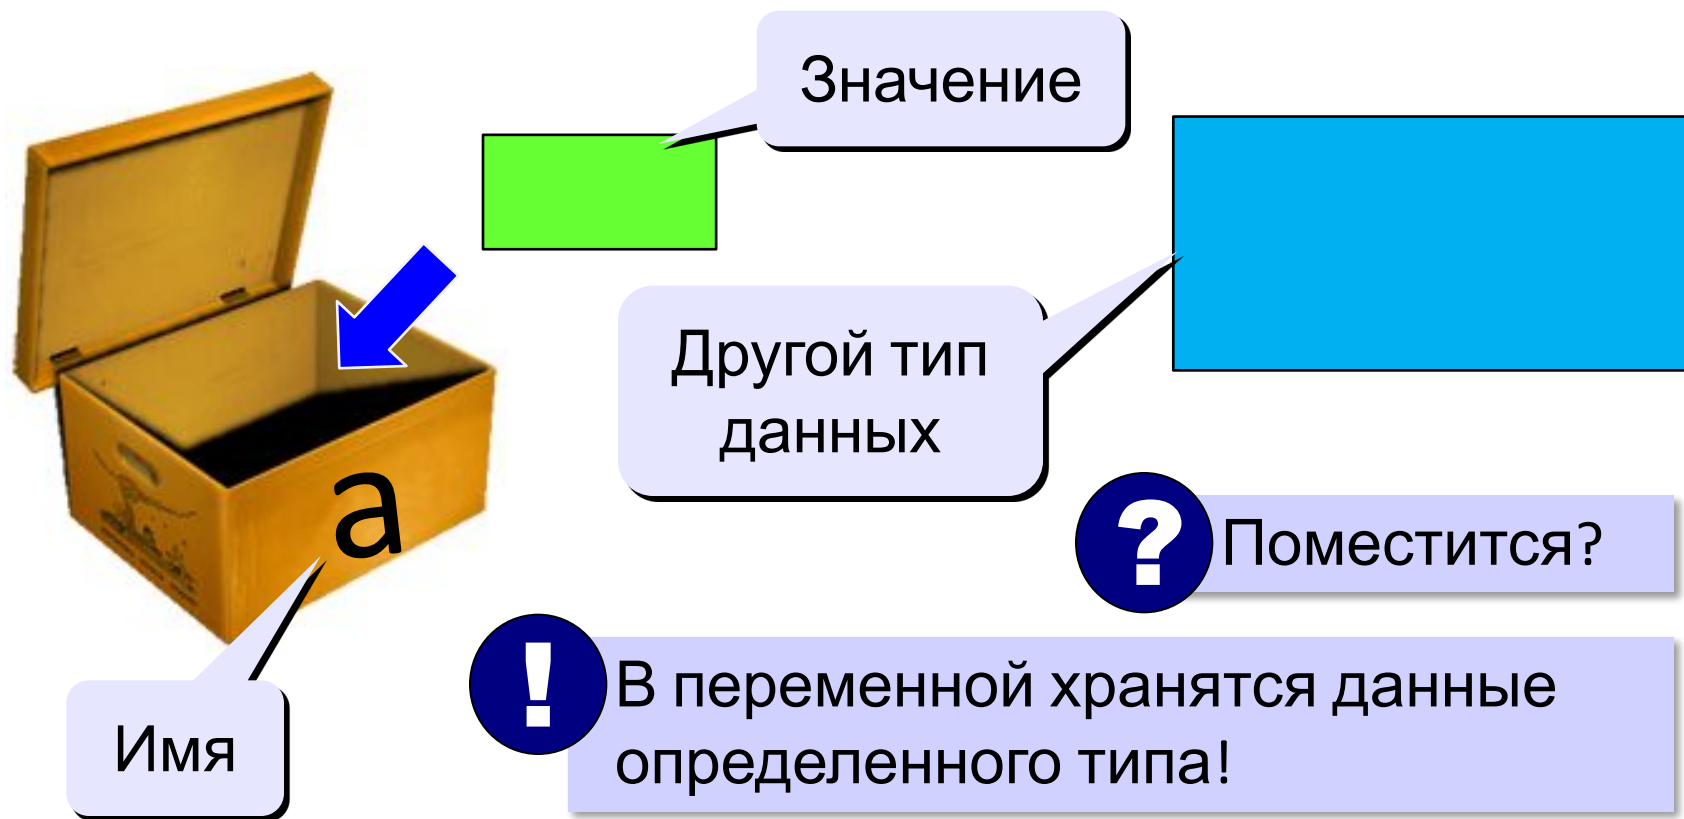 Значение
Другой тип
данных
a
?
Поместится?
!
В переменной хранятся данные
определенного типа!
Имя